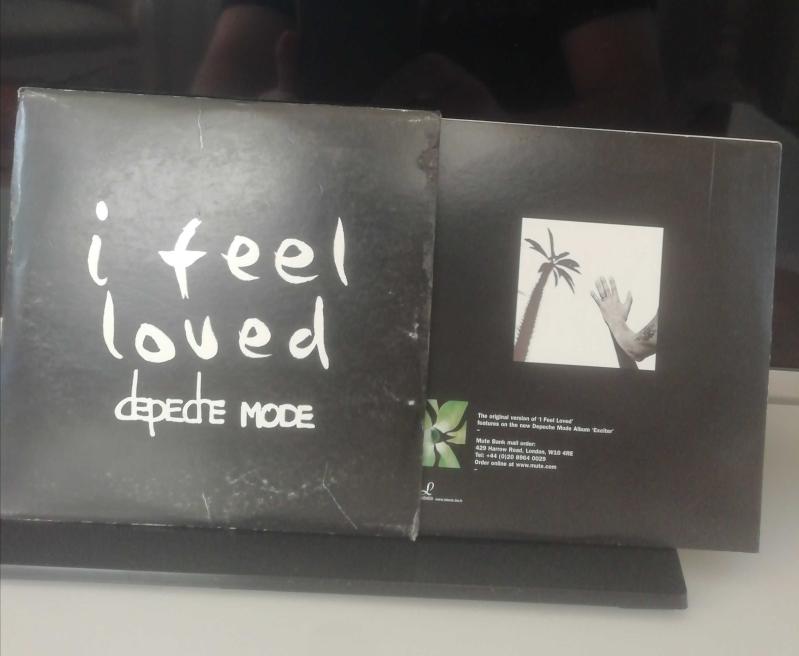 i feel
loved
depeche MODE
The original version of 'I Feel Loved'
features on the new Depeche Mode Album 'Exciter'
Mute Bank mail order:
429 Harrow Road, London, W10 4RE
Tel: +44 (0)20 8964 0029
Order online at www.mute.com